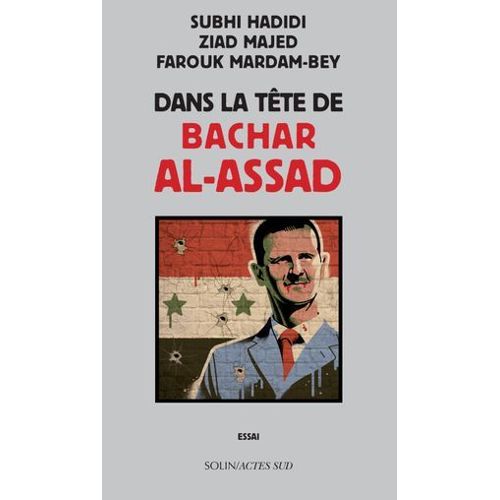 SUBHI HADIDI
ZIAD MAJED
FAROUK MARDAM-BEY
DANS LA TÊTE DE
BACHAR
AL-ASSAD
ESSAI
SOLIN/ACTES SUD